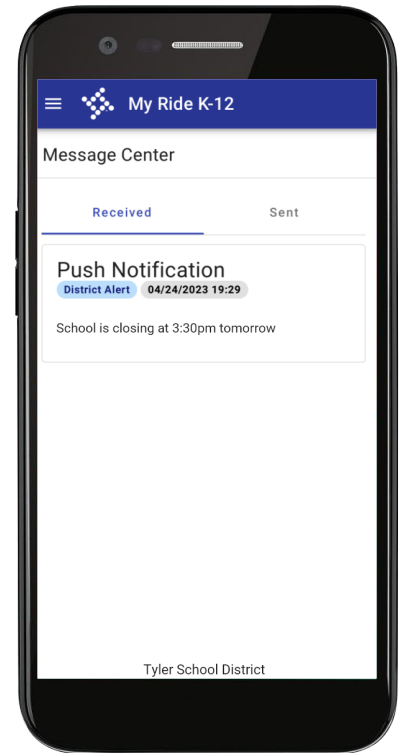 My Ride K-12
Message Center
Received Sent
Push Notification
District Alert 04/24/2023 19:29
School is closing at 3:30pm tomorrow
Tyler School District